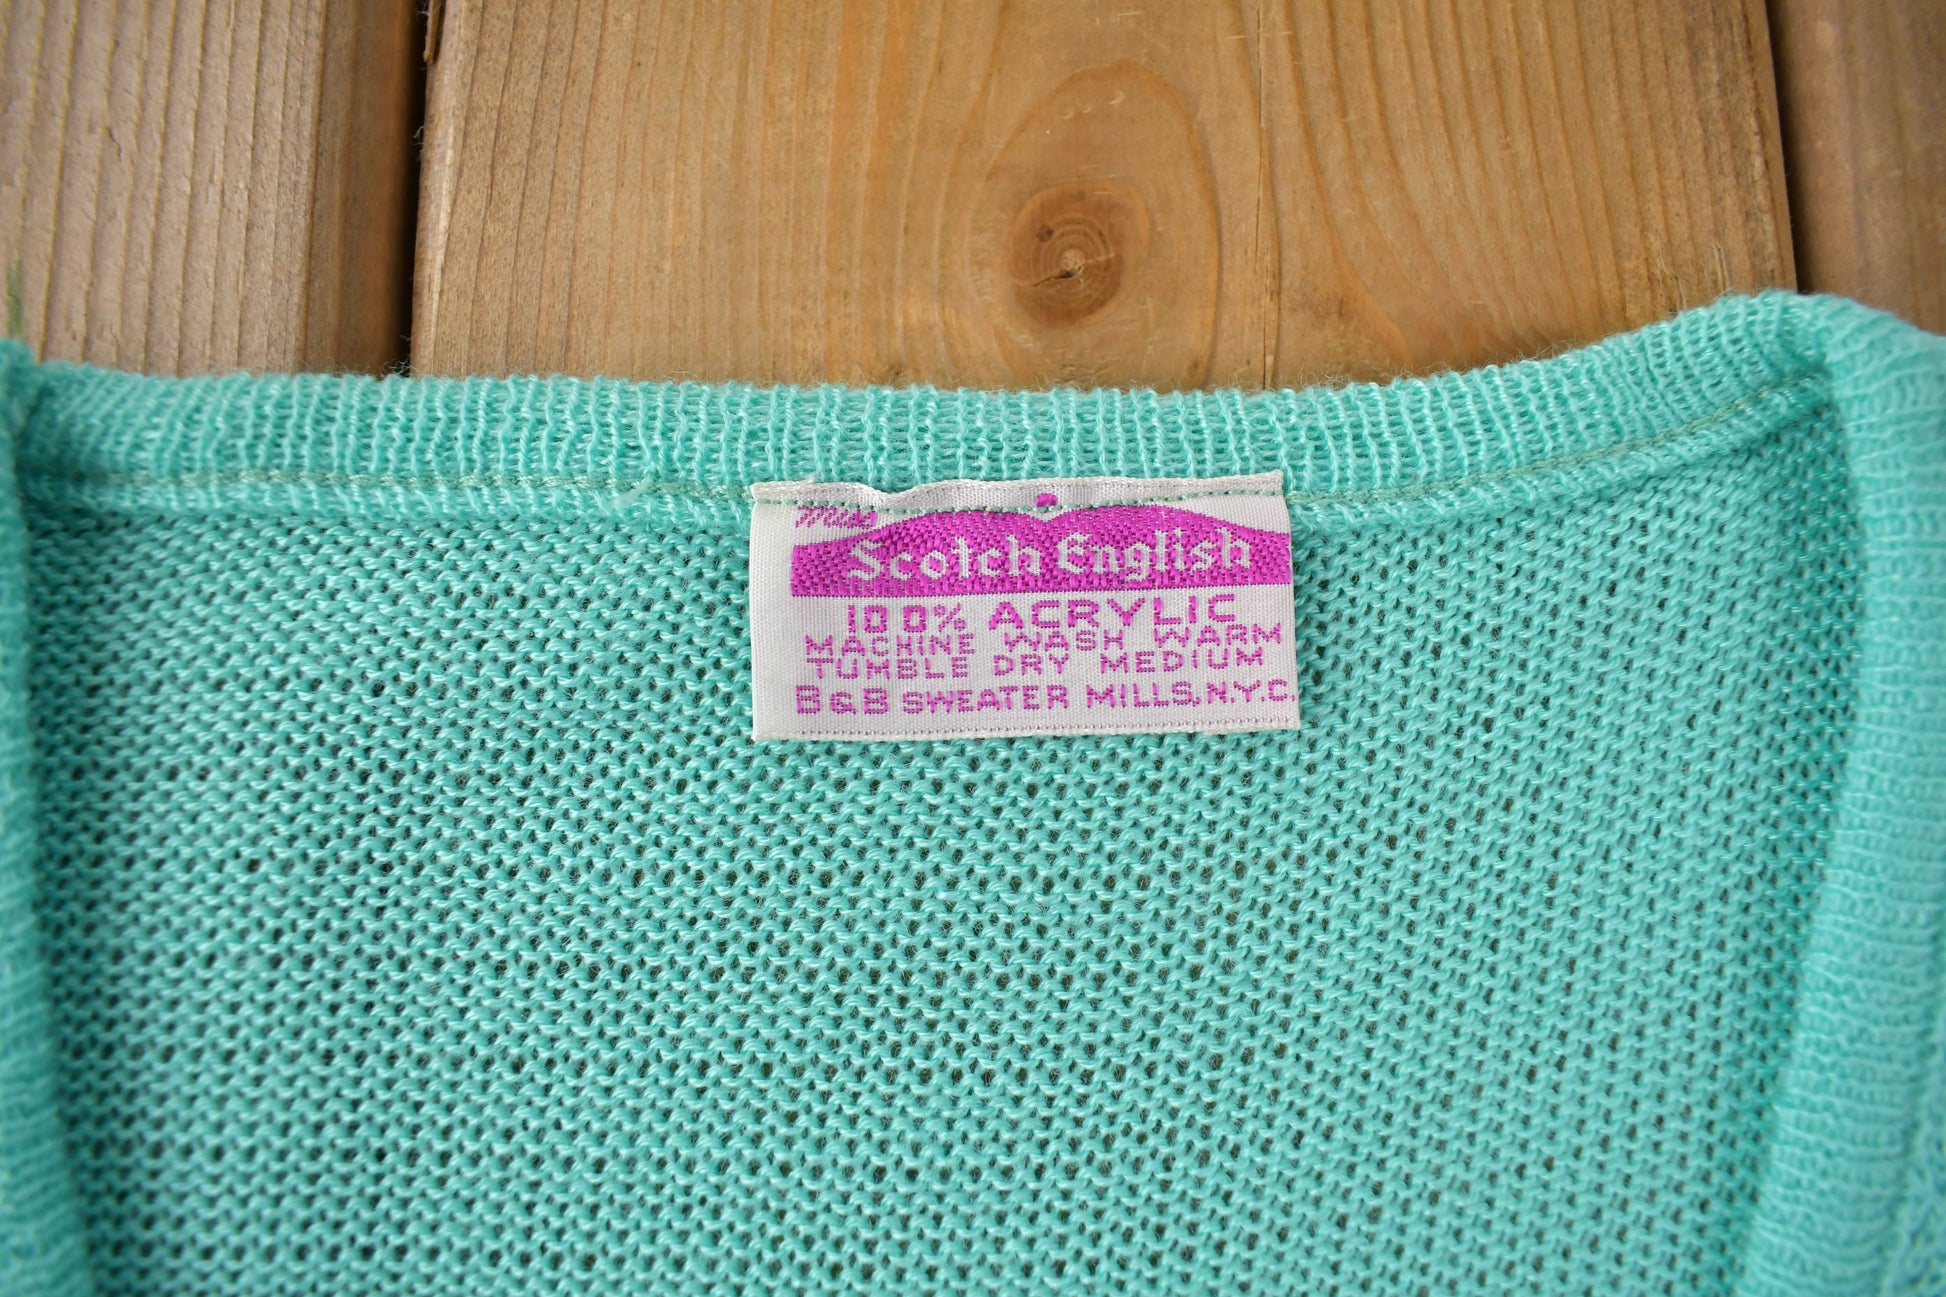 Miss
Scotch English
100% ACRYLIC
MACHINE WASH WARM
TUMBLE DRY MEDIUM
B&B SWEATER MILLS, N.Y.C.